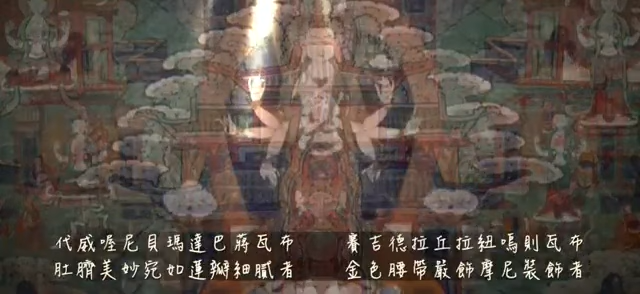 代威喔尼貝瑪達巴蔣瓦布 賽吉德拉丘拉紐嗚則瓦布
肚臍美妙宛如蓮瓣細膩者 金色腰帶嚴飾摩尼裝飾者